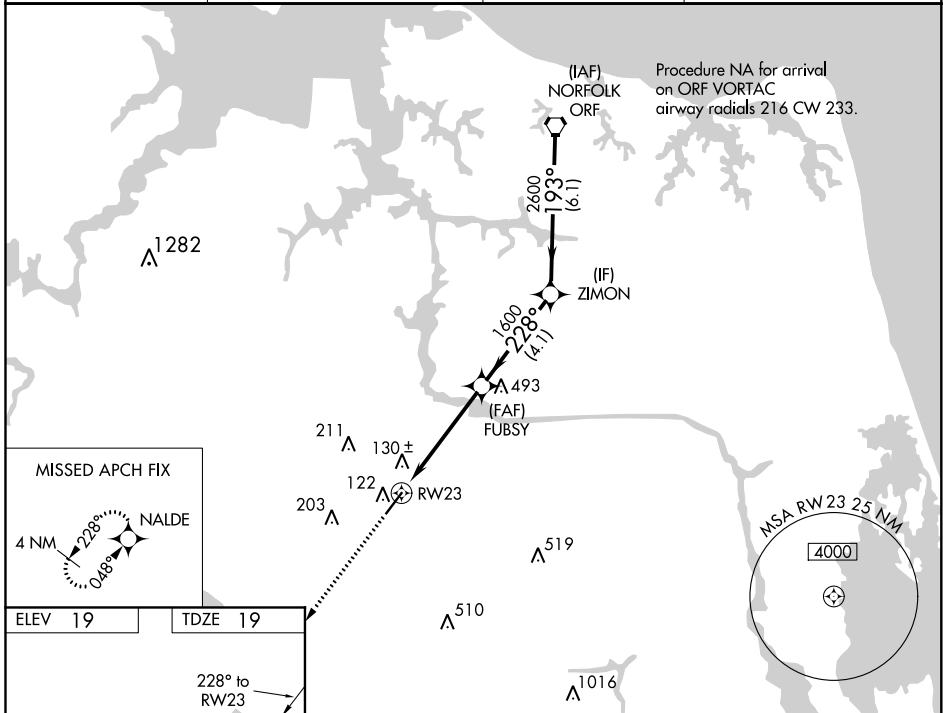 (IAF)
NORFOLK
ORF
Procedure NA for arrival
on ORF VORTAC
airway radials 216 CW 233.
2600
193°
(6.1)
1282
(IF)
ZIMON
1600
228°
(4.1)
493
(FAF)
FUBSY
211
130±
122
RW23
203
MISSED APCH FIX
NALDE
4 NM
228°
048°
519
510
1016
MSA RW23 25 NM
4000
ELEV 19
TDZE 19
228° to
RW23